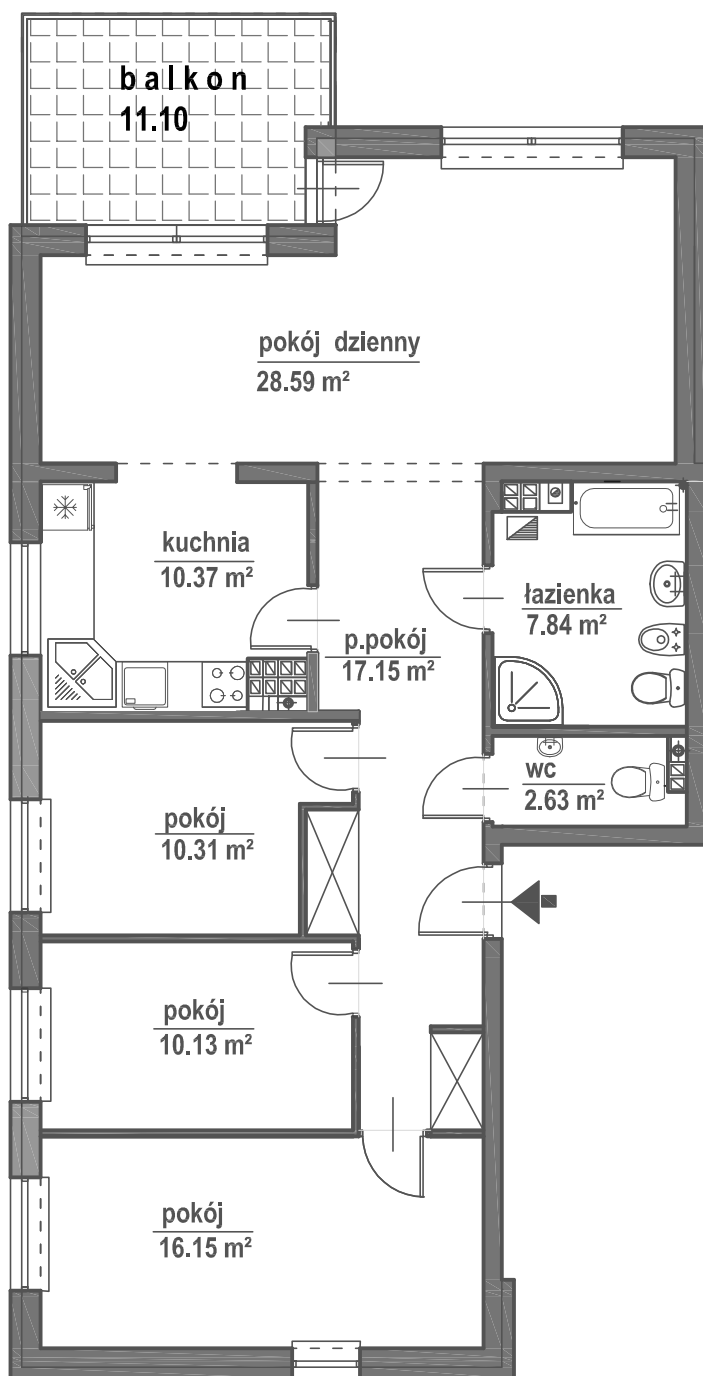 balkon
11.10
pokój dzienny
28.59 m²
kuchnia
10.37 m²
łazienka
7.84 m²
p.pokój
17.15 m²
wc
2.63 m²
pokój
10.31 m²
pokój
10.13 m²
pokój
16.15 m²